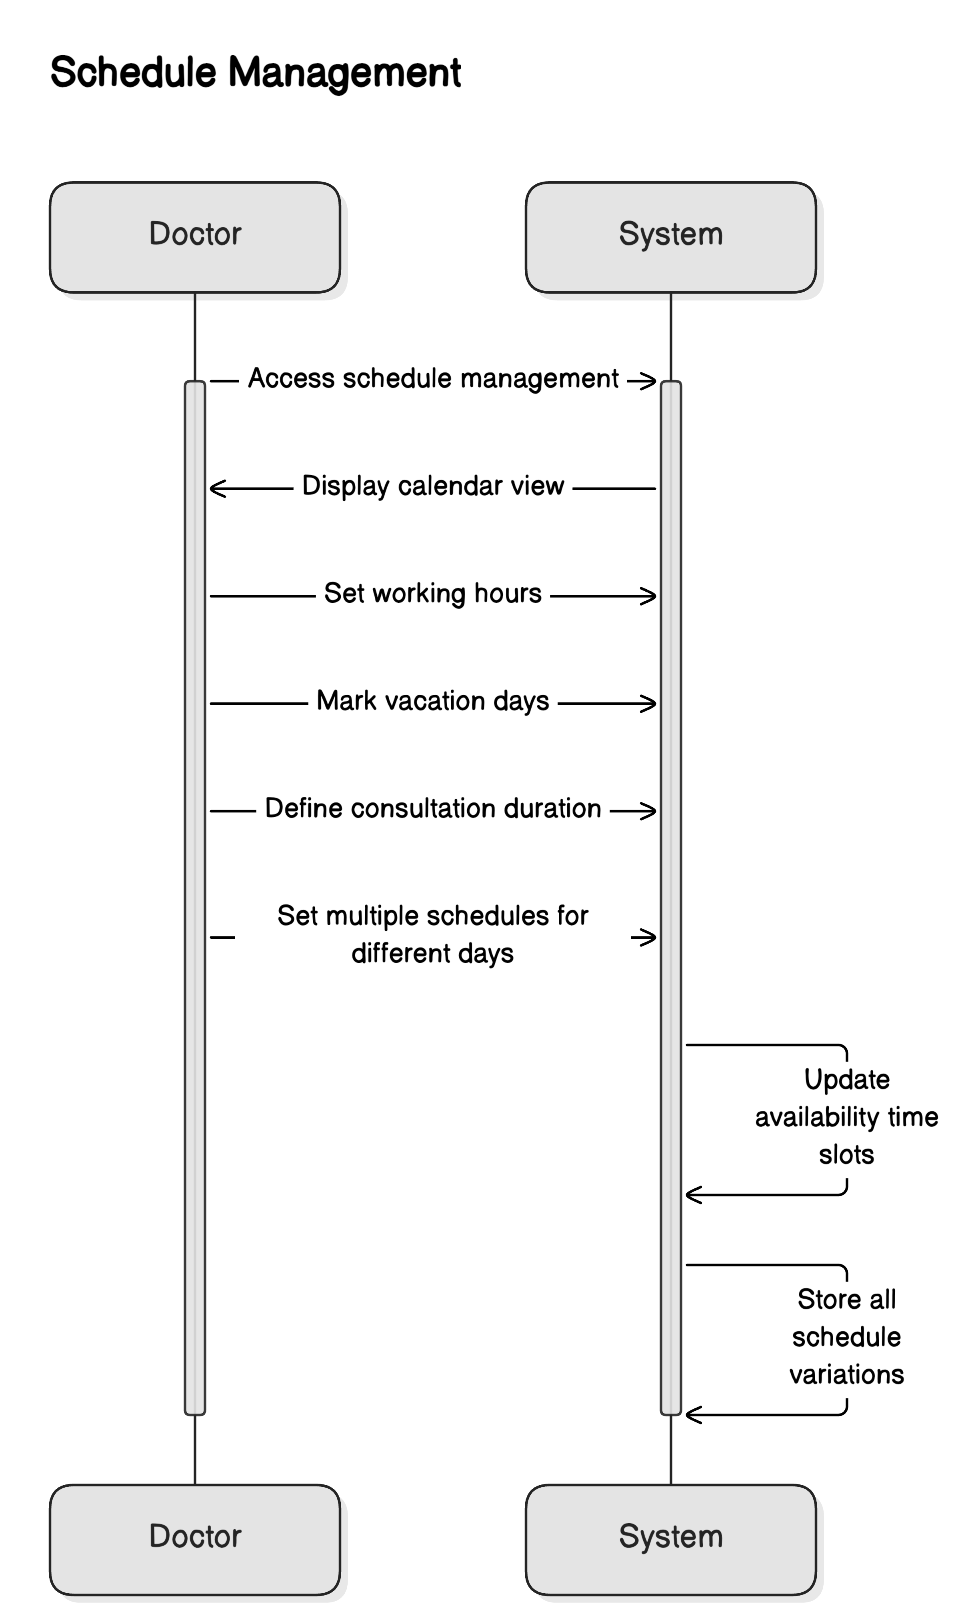 Schedule Management
Doctor
System
Access schedule management
Display calendar view
Set working hours
Mark vacation days
Define consultation duration
Set multiple schedules for
different days
Update
availability time
slots
Store all
schedule
variations
Doctor
System